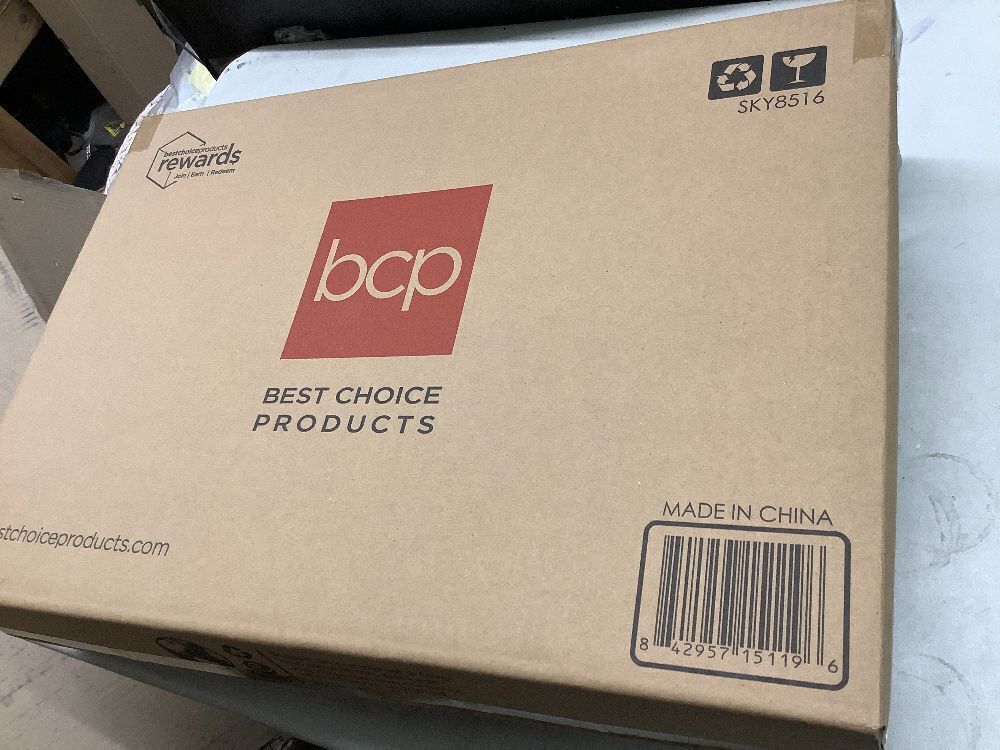 SKY8516
bestchoiceproducts
rewards
Join | Earn | Redeem
bcp
BEST CHOICE
PRODUCTS
stchoiceproducts.com
MADE IN CHINA
8 42957 15119 6